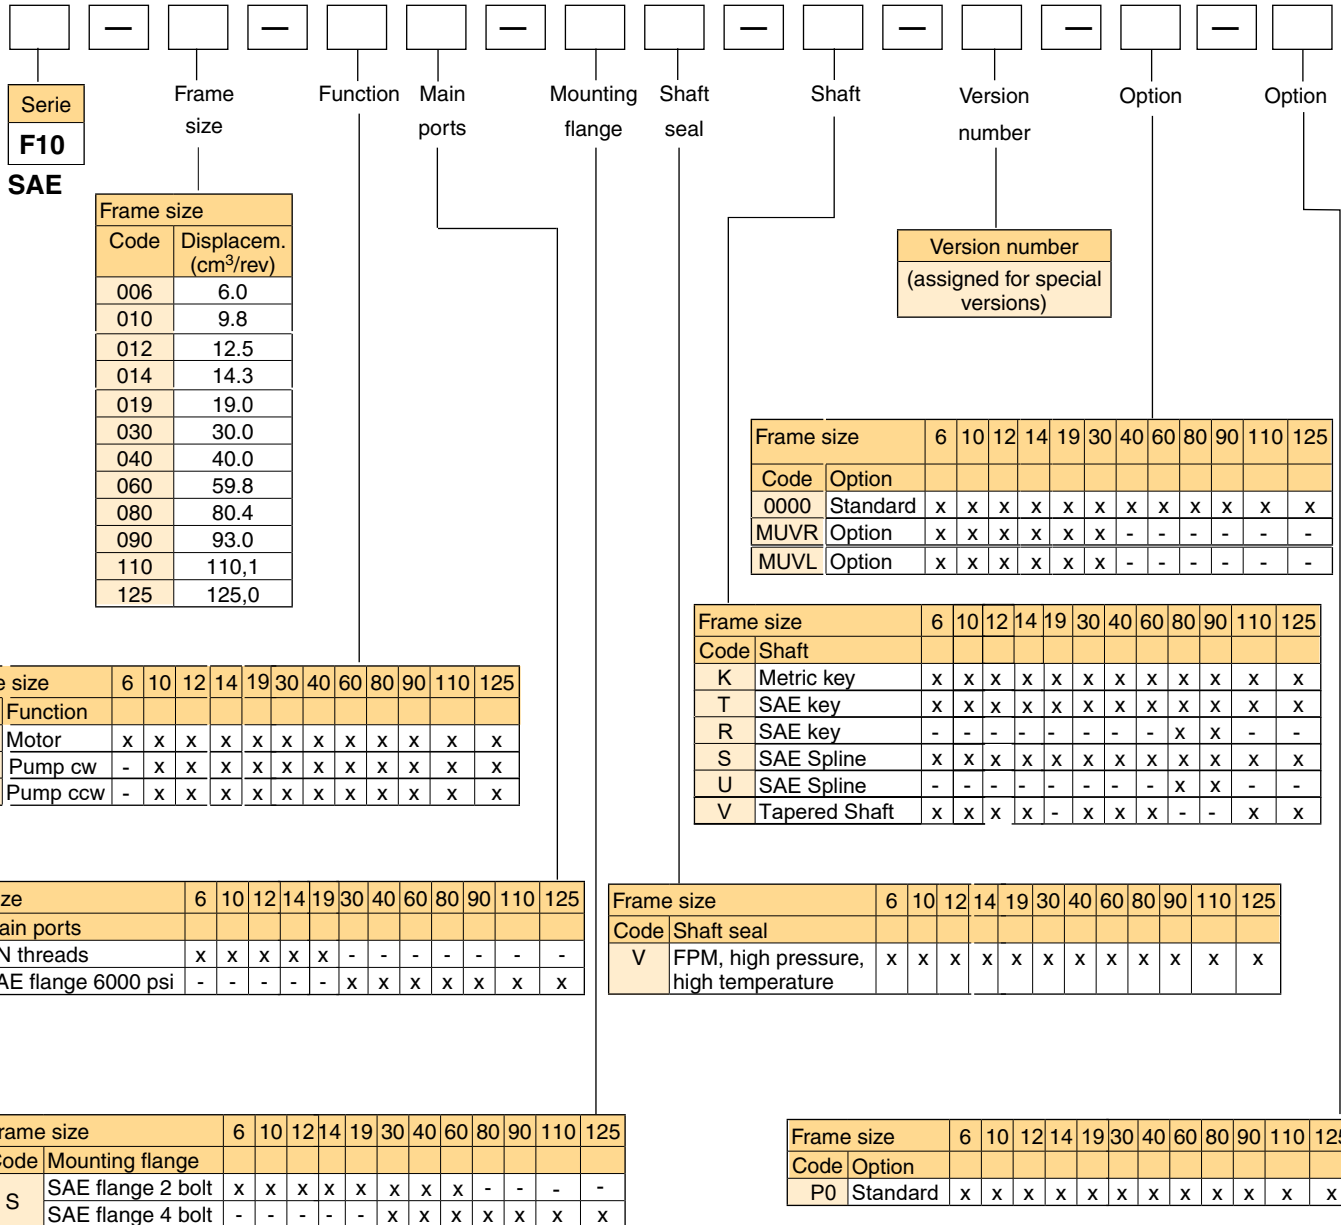 — — — — — — —
Serie
F10
SAE
Frame size
Function
Main ports
Mounting flange
Shaft seal
Shaft
Version number
Option
Option
Frame size
Code Displacem. (cm³/rev)
006 6.0
010 9.8
012 12.5
014 14.3
019 19.0
030 30.0
040 40.0
060 59.8
080 80.4
090 93.0
110 110,1
125 125,0
Version number
(assigned for special
versions)
Frame size 6 10 12 14 19 30 40 60 80 90 110 125
Code Option
0000 Standard x x x x x x x x x x x x
MUVR Option x x x x x x - - - - - -
MUVL Option x x x x x x - - - - - -
Frame size 6 10 12 14 19 30 40 60 80 90 110 125
Code Shaft
K Metric key x x x x x x x x x x x x
T SAE key x x x x x x x x x x x x
R SAE key - - - - - - - - x x - -
S SAE Spline x x x x x x x x x x x x
U SAE Spline - - - - - - - - x x - -
V Tapered Shaft x x x x - x x x - - x x
e size 6 10 12 14 19 30 40 60 80 90 110 125
Function
Motor x x x x x x x x x x x x
Pump cw - x x x x x x x x x x x
Pump ccw - x x x x x x x x x x x
ze 6 10 12 14 19 30 40 60 80 90 110 125
ain ports
N threads x x x x x - - - - - - -
AE flange 6000 psi - - - - - x x x x x x x
Frame size 6 10 12 14 19 30 40 60 80 90 110 125
Code Shaft seal
V FPM, high pressure, x x x x x x x x x x x x
high temperature
rame size 6 10 12 14 19 30 40 60 80 90 110 125
ode Mounting flange
S SAE flange 2 bolt x x x x x x x x - - - -
SAE flange 4 bolt - - - - - x x x x x x x
Frame size 6 10 12 14 19 30 40 60 80 90 110 125
Code Option
P0 Standard x x x x x x x x x x x x